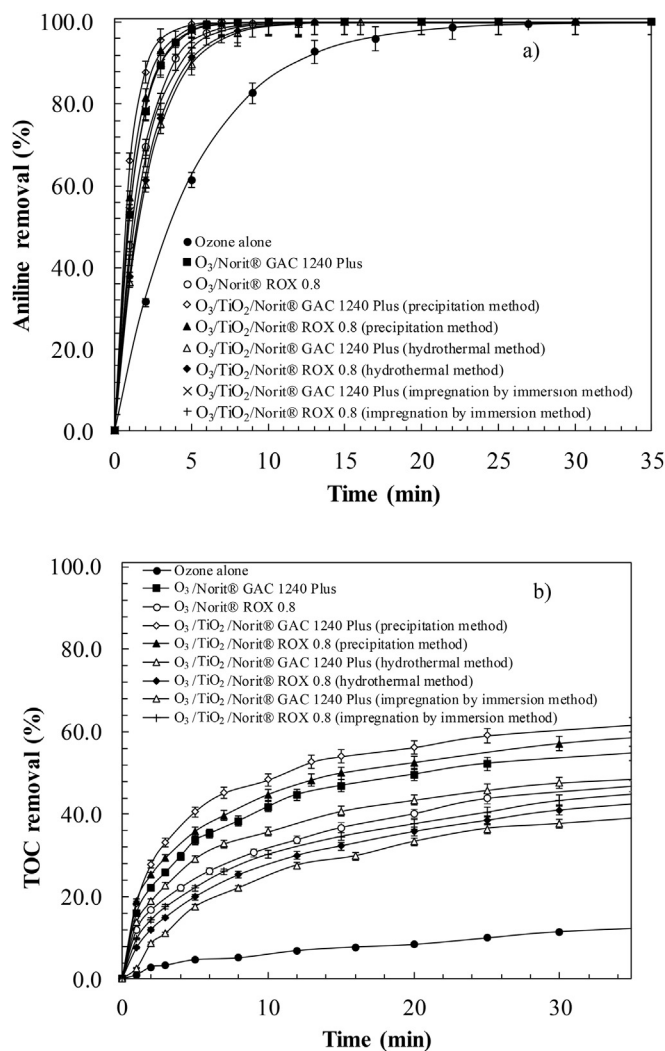 100.0
80.0
60.0
40.0
20.0
0.0
Aniline removal (%)
a)
Ozone alone
O3/Norit® GAC 1240 Plus
O3/Norit® ROX 0.8
O3/TiO2/Norit® GAC 1240 Plus (precipitation method)
O3/TiO2/Norit® ROX 0.8 (precipitation method)
O3/TiO2/Norit® GAC 1240 Plus (hydrothermal method)
O3/TiO2/Norit® ROX 0.8 (hydrothermal method)
O3/TiO2/Norit® GAC 1240 Plus (impregnation by immersion method)
O3/TiO2/Norit® ROX 0.8 (impregnation by immersion method)
0 5 10 15 20 25 30 35
Time (min)
100.0
80.0
60.0
40.0
20.0
0.0
TOC removal (%)
b)
Ozone alone
O3 /Norit® GAC 1240 Plus
O3 /Norit® ROX 0.8
O3 /TiO2 /Norit® GAC 1240 Plus (precipitation method)
O3 /TiO2 /Norit® ROX 0.8 (precipitation method)
O3 /TiO2 /Norit® GAC 1240 Plus (hydrothermal method)
O3 /TiO2 /Norit® ROX 0.8 (hydrothermal method)
O3 /TiO2 /Norit® GAC 1240 Plus (impregnation by immersion method)
O3 /TiO2 /Norit® ROX 0.8 (impregnation by immersion method)
0 10 20 30
Time (min)